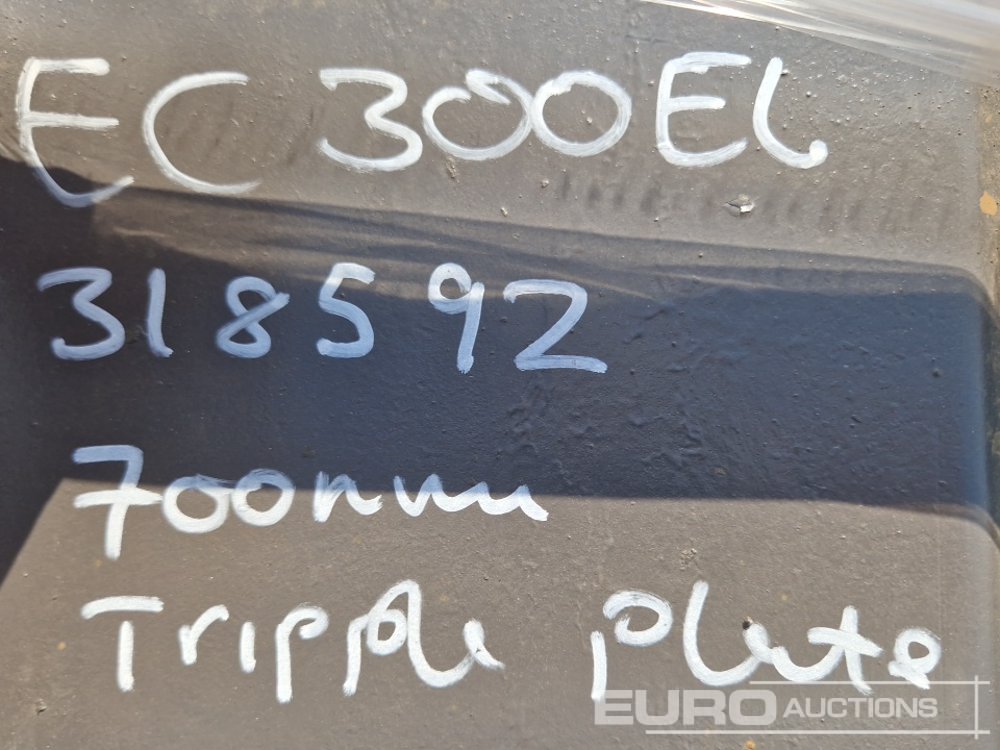 EC300EL
318592
700mm
Tripple plate
EURO AUCTIONS